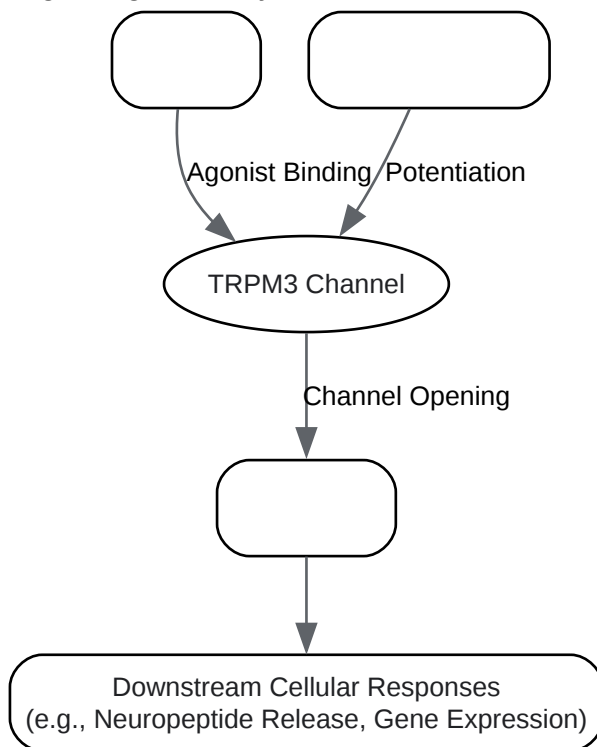 Agonist Binding
Potentiation
TRPM3 Channel
Channel Opening
Downstream Cellular Responses
(e.g., Neuropeptide Release, Gene Expression)